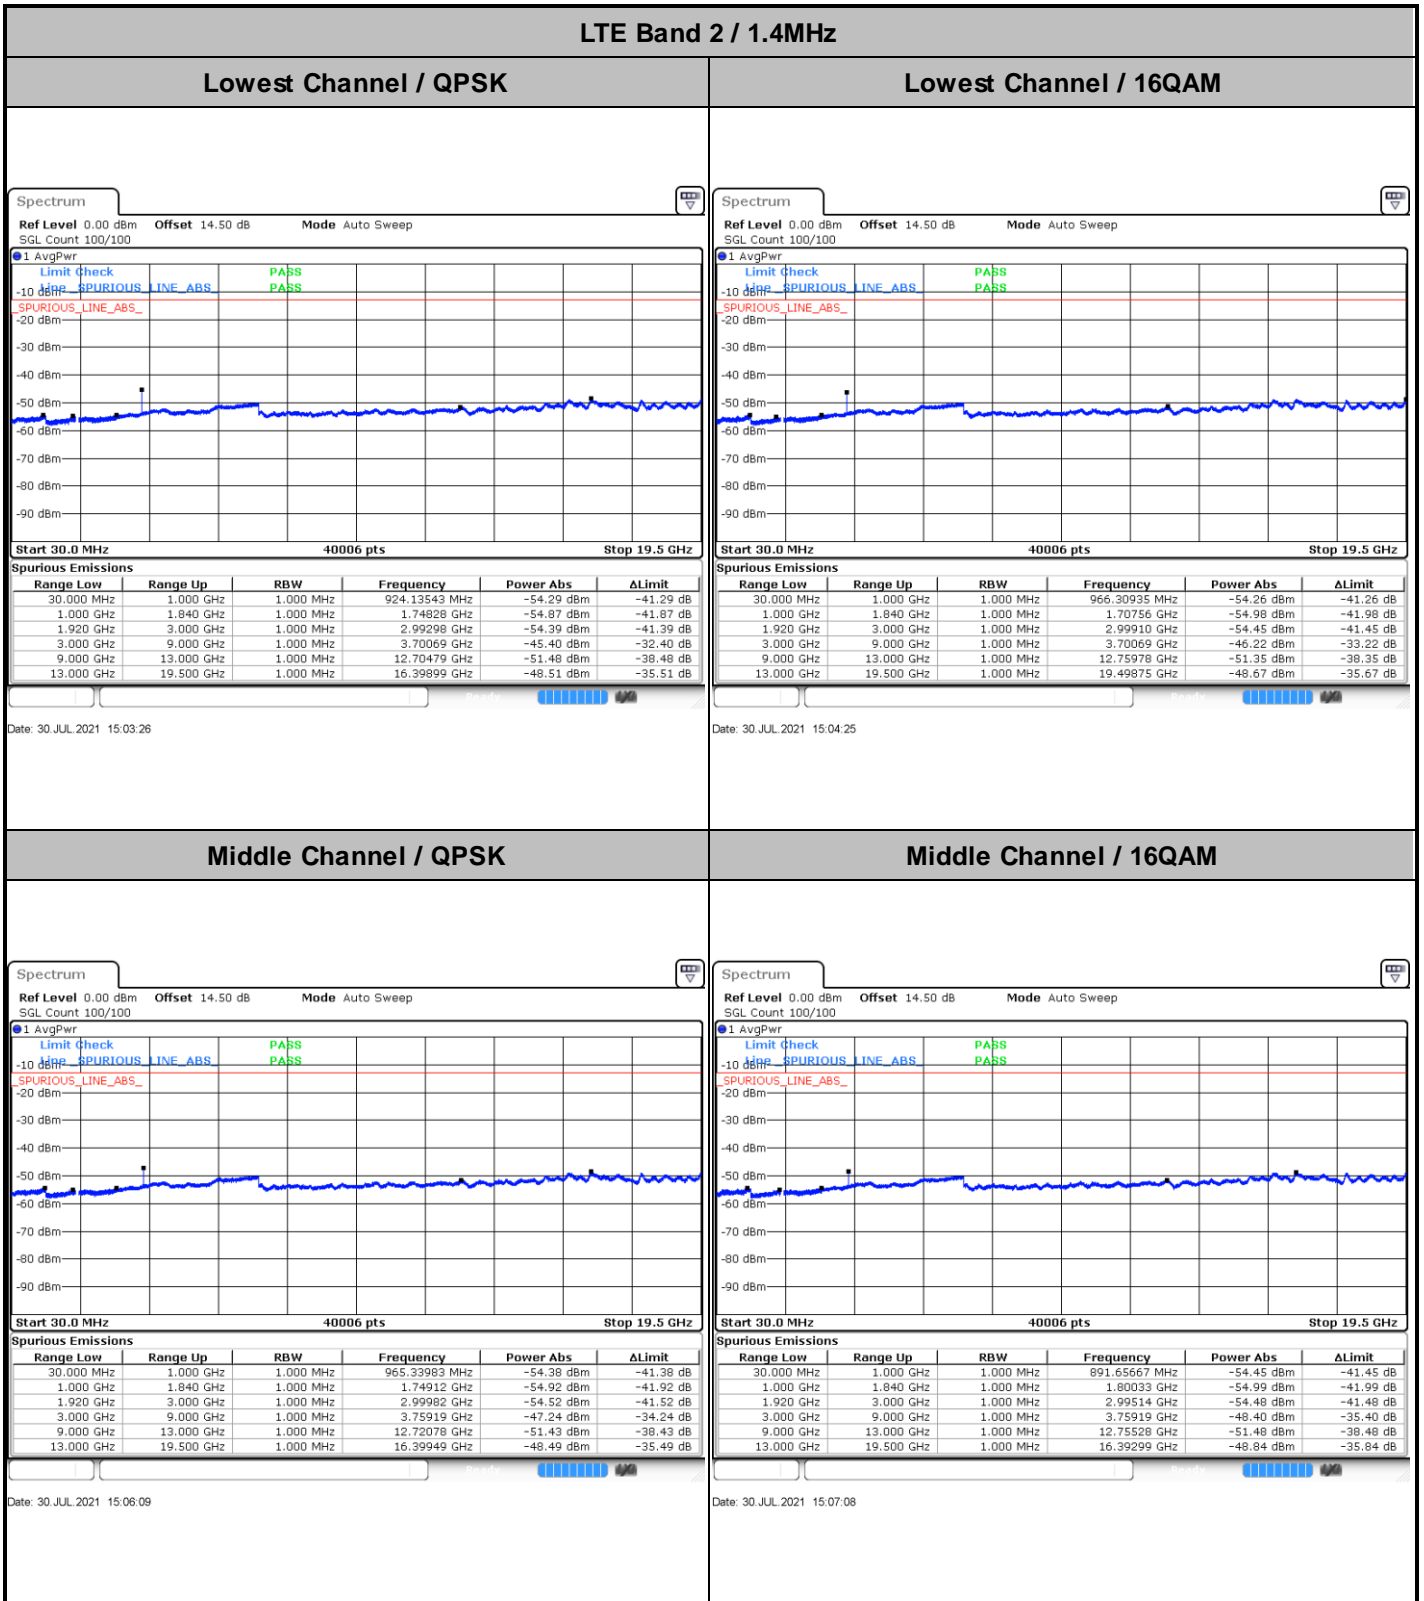 LTE Band 2 / 1.4MHz
Lowest Channel / QPSK
Lowest Channel / 16QAM
Spectrum
Ref Level 0.00 dBm Offset 14.50 dB Mode Auto Sweep
SGL Count 100/100
1 AvgPwr
Limit Check PASS
Line _SPURIOUS_LINE_ABS_ PASS
-10 dBm
_SPURIOUS_LINE_ABS_
-20 dBm
-30 dBm
-40 dBm
-50 dBm
-60 dBm
-70 dBm
-80 dBm
-90 dBm
Start 30.0 MHz 40006 pts Stop 19.5 GHz
Spurious Emissions
Range Low Range Up RBW Frequency Power Abs ΔLimit
30.000 MHz 1.000 GHz 1.000 MHz 924.13543 MHz -54.29 dBm -41.29 dB
1.000 GHz 1.840 GHz 1.000 MHz 1.74828 GHz -54.87 dBm -41.87 dB
1.920 GHz 3.000 GHz 1.000 MHz 2.99298 GHz -54.39 dBm -41.39 dB
3.000 GHz 9.000 GHz 1.000 MHz 3.70069 GHz -45.40 dBm -32.40 dB
9.000 GHz 13.000 GHz 1.000 MHz 12.70479 GHz -51.48 dBm -38.48 dB
13.000 GHz 19.500 GHz 1.000 MHz 16.39899 GHz -48.51 dBm -35.51 dB
Ready
Date: 30.JUL.2021 15:03:26
Spectrum
Ref Level 0.00 dBm Offset 14.50 dB Mode Auto Sweep
SGL Count 100/100
1 AvgPwr
Limit Check PASS
Line _SPURIOUS_LINE_ABS_ PASS
-10 dBm
_SPURIOUS_LINE_ABS_
-20 dBm
-30 dBm
-40 dBm
-50 dBm
-60 dBm
-70 dBm
-80 dBm
-90 dBm
Start 30.0 MHz 40006 pts Stop 19.5 GHz
Spurious Emissions
Range Low Range Up RBW Frequency Power Abs ΔLimit
30.000 MHz 1.000 GHz 1.000 MHz 966.30935 MHz -54.26 dBm -41.26 dB
1.000 GHz 1.840 GHz 1.000 MHz 1.70756 GHz -54.98 dBm -41.98 dB
1.920 GHz 3.000 GHz 1.000 MHz 2.99910 GHz -54.45 dBm -41.45 dB
3.000 GHz 9.000 GHz 1.000 MHz 3.70069 GHz -46.22 dBm -33.22 dB
9.000 GHz 13.000 GHz 1.000 MHz 12.75978 GHz -51.35 dBm -38.35 dB
13.000 GHz 19.500 GHz 1.000 MHz 19.49875 GHz -48.67 dBm -35.67 dB
Ready
Date: 30.JUL.2021 15:04:25
Middle Channel / QPSK
Middle Channel / 16QAM
Spectrum
Ref Level 0.00 dBm Offset 14.50 dB Mode Auto Sweep
SGL Count 100/100
1 AvgPwr
Limit Check PASS
Line _SPURIOUS_LINE_ABS_ PASS
-10 dBm
_SPURIOUS_LINE_ABS_
-20 dBm
-30 dBm
-40 dBm
-50 dBm
-60 dBm
-70 dBm
-80 dBm
-90 dBm
Start 30.0 MHz 40006 pts Stop 19.5 GHz
Spurious Emissions
Range Low Range Up RBW Frequency Power Abs ΔLimit
30.000 MHz 1.000 GHz 1.000 MHz 965.33983 MHz -54.38 dBm -41.38 dB
1.000 GHz 1.840 GHz 1.000 MHz 1.74912 GHz -54.92 dBm -41.92 dB
1.920 GHz 3.000 GHz 1.000 MHz 2.99982 GHz -54.52 dBm -41.52 dB
3.000 GHz 9.000 GHz 1.000 MHz 3.75919 GHz -47.24 dBm -34.24 dB
9.000 GHz 13.000 GHz 1.000 MHz 12.72078 GHz -51.43 dBm -38.43 dB
13.000 GHz 19.500 GHz 1.000 MHz 16.39949 GHz -48.49 dBm -35.49 dB
Ready
Date: 30.JUL.2021 15:06:09
Spectrum
Ref Level 0.00 dBm Offset 14.50 dB Mode Auto Sweep
SGL Count 100/100
1 AvgPwr
Limit Check PASS
Line _SPURIOUS_LINE_ABS_ PASS
-10 dBm
_SPURIOUS_LINE_ABS_
-20 dBm
-30 dBm
-40 dBm
-50 dBm
-60 dBm
-70 dBm
-80 dBm
-90 dBm
Start 30.0 MHz 40006 pts Stop 19.5 GHz
Spurious Emissions
Range Low Range Up RBW Frequency Power Abs ΔLimit
30.000 MHz 1.000 GHz 1.000 MHz 891.65667 MHz -54.45 dBm -41.45 dB
1.000 GHz 1.840 GHz 1.000 MHz 1.80033 GHz -54.99 dBm -41.99 dB
1.920 GHz 3.000 GHz 1.000 MHz 2.99514 GHz -54.48 dBm -41.48 dB
3.000 GHz 9.000 GHz 1.000 MHz 3.75919 GHz -48.40 dBm -35.40 dB
9.000 GHz 13.000 GHz 1.000 MHz 12.75528 GHz -51.48 dBm -38.48 dB
13.000 GHz 19.500 GHz 1.000 MHz 16.39299 GHz -48.84 dBm -35.84 dB
Ready
Date: 30.JUL.2021 15:07:08